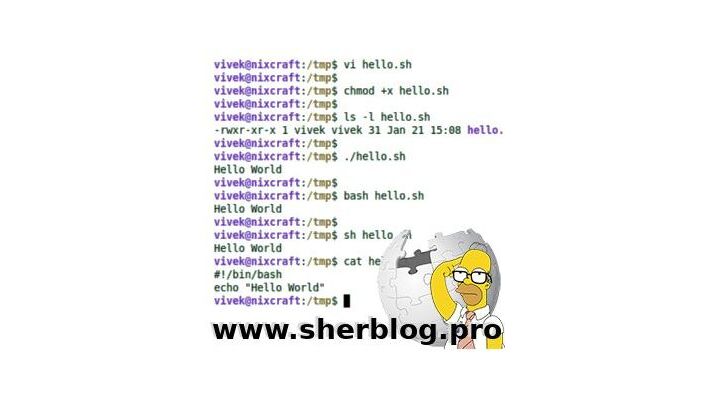 vivek@nixcraft:/tmp$ vi hello.sh
vivek@nixcraft:/tmp$
vivek@nixcraft:/tmp$ chmod +x hello.sh
vivek@nixcraft:/tmp$
vivek@nixcraft:/tmp$ ls -l hello.sh
-rwxr-xr-x 1 vivek vivek 31 Jan 21 15:08 hello.
vivek@nixcraft:/tmp$
vivek@nixcraft:/tmp$ ./hello.sh
Hello World
vivek@nixcraft:/tmp$
vivek@nixcraft:/tmp$ bash hello.sh
Hello World
vivek@nixcraft:/tmp$
vivek@nixcraft:/tmp$ sh hello
Hello World
vivek@nixcraft:/tmp$ cat he
#!/bin/bash
echo "Hello World"
vivek@nixcraft:/tmp$
www.sherblog.pro